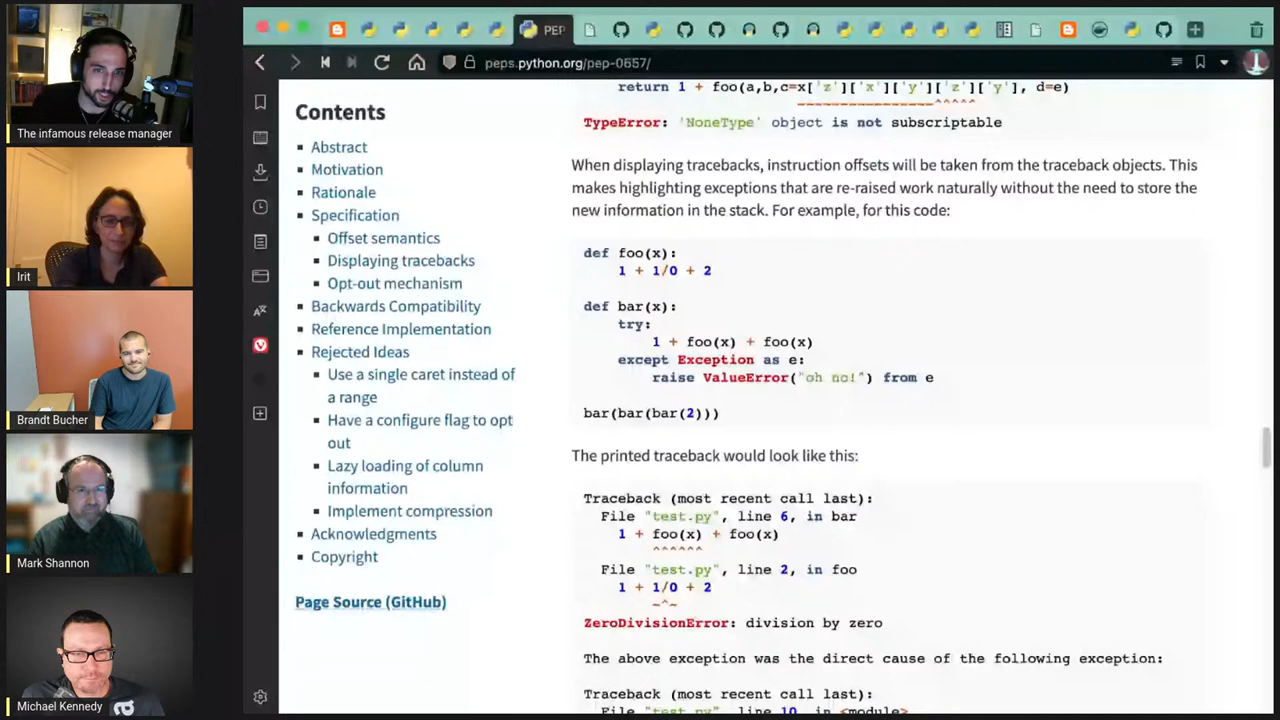 The infamous release manager
Irit
Brandt Bucher
Mark Shannon
Michael Kennedy
PEP
peps.python.org/pep-0657/
Contents
Abstract
Motivation
Rationale
Specification
Offset semantics
Displaying tracebacks
Opt-out mechanism
Backwards Compatibility
Reference Implementation
Rejected Ideas
Use a single caret instead of
a range
Have a configure flag to opt
out
Lazy loading of column
information
Implement compression
Acknowledgments
Copyright
Page Source (GitHub)
return 1 + foo(a,b,c=x['z']['x']['y']['z']['y'], d=e)
~~~~~~~~~~~~~~~~^^^^^
TypeError: 'NoneType' object is not subscriptable
When displaying tracebacks, instruction offsets will be taken from the traceback objects. This
makes highlighting exceptions that are re-raised work naturally without the need to store the
new information in the stack. For example, for this code:
def foo(x):
1 + 1/0 + 2
def bar(x):
try:
1 + foo(x) + foo(x)
except Exception as e:
raise ValueError("oh no!") from e
bar(bar(bar(2)))
The printed traceback would look like this:
Traceback (most recent call last):
File "test.py", line 6, in bar
1 + foo(x) + foo(x)
^^^^^^
File "test.py", line 2, in foo
1 + 1/0 + 2
~^~
ZeroDivisionError: division by zero
The above exception was the direct cause of the following exception:
Traceback (most recent call last):
File "test.py", line 10, in <module>